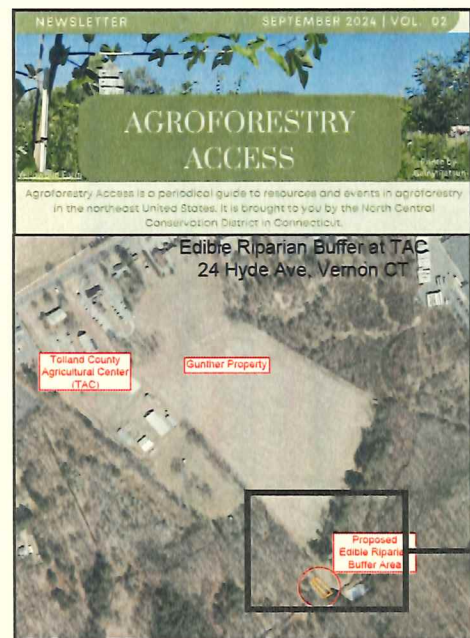 NEWSLETTER SEPTEMBER 2024 | VOL. 02
AGROFORESTRY
ACCESS
Photo by
Agroforestry Access is a periodical guide to resources and events in agroforestry
in the northeast United States. It is brought to you by the North Central
Conservation District in Connecticut.
Edible Riparian Buffer at TAC
24 Hyde Ave, Vernon CT
Tolland County
Agricultural Center
(TAC)
Gunther Property
Proposed
Edible Riparia
Buffer Area